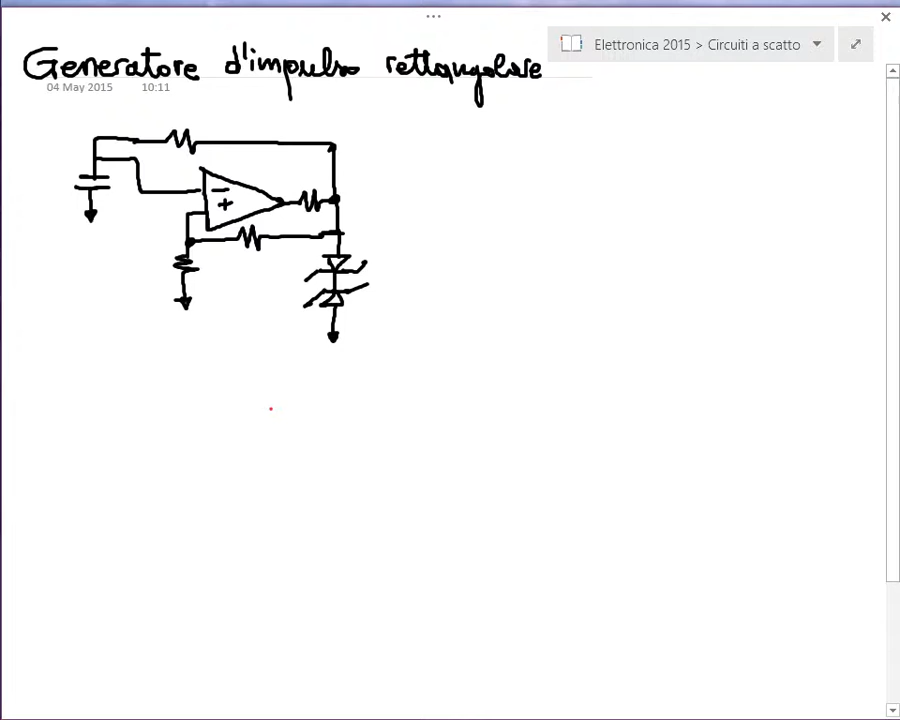 Elettronica 2015 > Circuiti a scatto
Generatore d'impulso rettangolare
04 May 2015 10:11
−
+